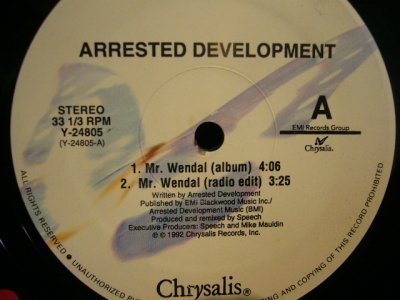 ARRESTED DEVELOPMENT
STEREO
33 1/3 RPM
Y-24805
(Y-24805-A)
A
EMI Records Group
Chrysalis.
1. Mr. Wendal (album) 4:06
2. Mr. Wendal (radio edit) 3:25
Written by Arrested Development
Published by EMI Blackwood Music Inc./
Arrested Development Music (BMI)
Produced and remixed by Speech
Executive Producers: Speech and Mike Mauldin
℗ © 1992 Chrysalis Records, Inc.
Chrysalis®
UNAUTHORIZED
ING AND COPYING OF THIS RECORD PROHIBITED